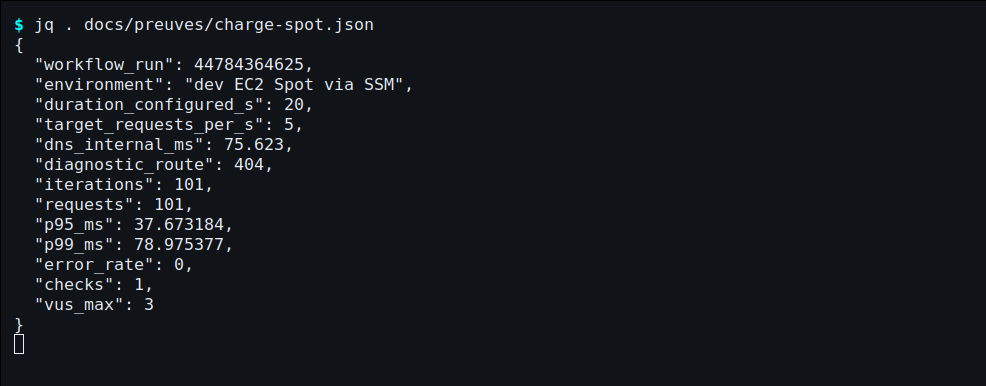 $ jq . docs/preuves/charge-spot.json
{
  "workflow_run": 44784364625,
  "environment": "dev EC2 Spot via SSM",
  "duration_configured_s": 20,
  "target_requests_per_s": 5,
  "dns_internal_ms": 75.623,
  "diagnostic_route": 404,
  "iterations": 101,
  "requests": 101,
  "p95_ms": 37.673184,
  "p99_ms": 78.975377,
  "error_rate": 0,
  "checks": 1,
  "vus_max": 3
}